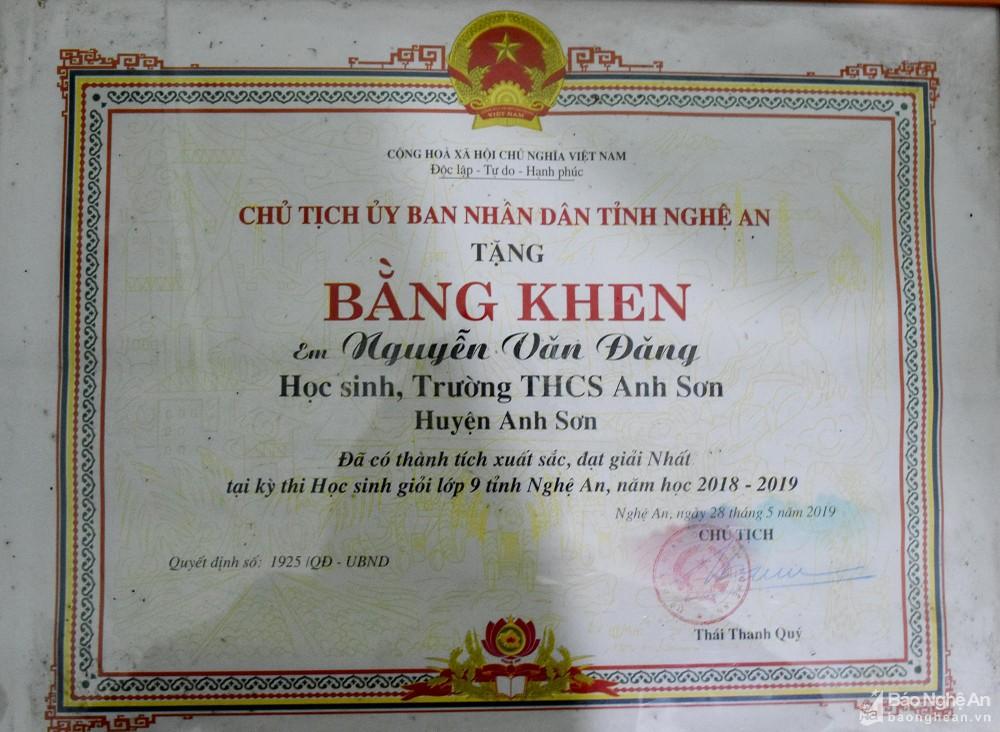 VIỆT NAM
CỘNG HOÀ XÃ HỘI CHỦ NGHĨA VIỆT NAM
Độc lập - Tự do - Hạnh phúc
CHỦ TỊCH ỦY BAN NHÂN DÂN TỈNH NGHỆ AN
TẶNG
BẰNG KHEN
Em Nguyễn Văn Đăng
Học sinh, Trường THCS Anh Sơn
Huyện Anh Sơn
Đã có thành tích xuất sắc, đạt giải Nhất
tại kỳ thi Học sinh giỏi lớp 9 tỉnh Nghệ An, năm học 2018 - 2019
Nghệ An, ngày 28 tháng 5 năm 2019
CHỦ TỊCH
Quyết định số: 1925 /QĐ - UBND
Thái Thanh Quý
Báo Nghệ An
baonghean.vn